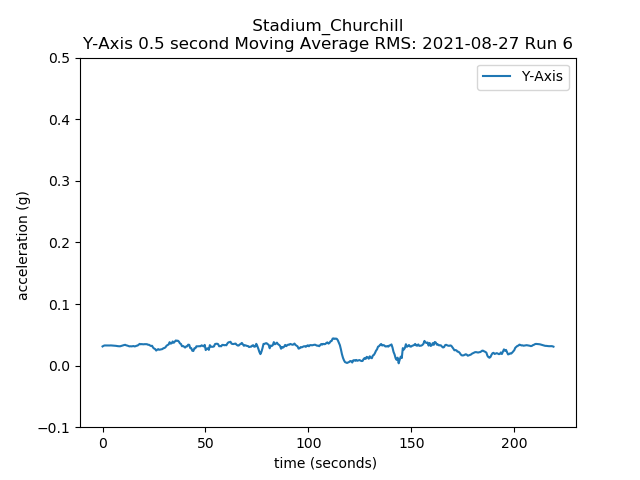 Stadium_Churchill
Y-Axis 0.5 second Moving Average RMS: 2021-08-27 Run 6
Y-Axis
0.5
0.4
0.3
0.2
0.1
0.0
−0.1
acceleration (g)
0 50 100 150 200
time (seconds)